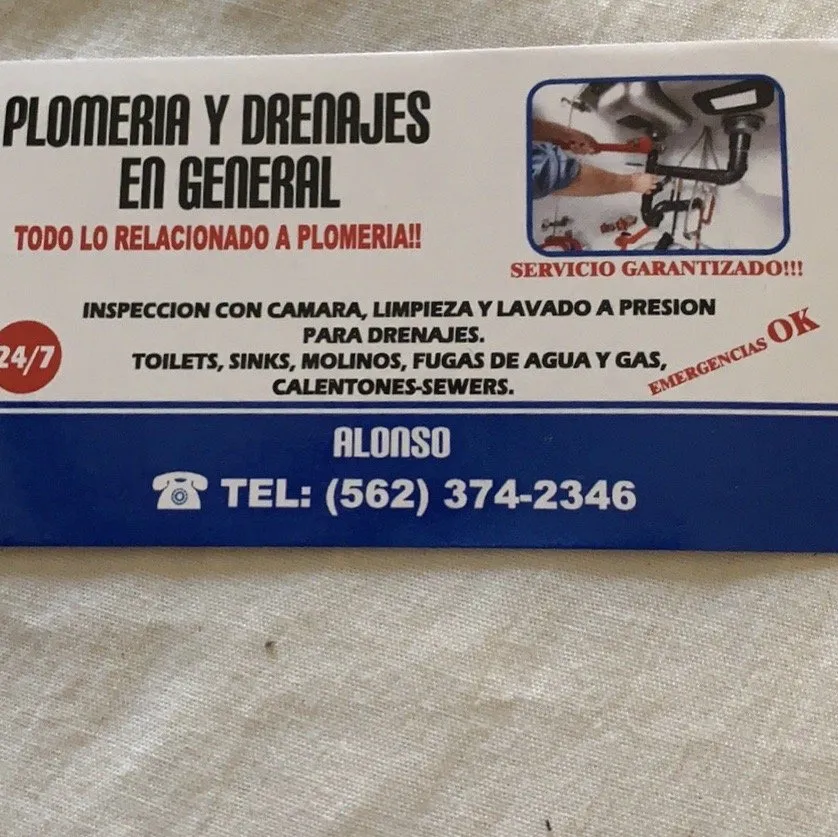 PLOMERIA Y DRENAJES
EN GENERAL
TODO LO RELACIONADO A PLOMERIA!!
SERVICIO GARANTIZADO!!!
INSPECCION CON CAMARA, LIMPIEZA Y LAVADO A PRESION
PARA DRENAJES.
24/7
TOILETS, SINKS, MOLINOS, FUGAS DE AGUA Y GAS,
CALENTONES-SEWERS.
EMERGENCIAS OK
ALONSO
TEL: (562) 374-2346